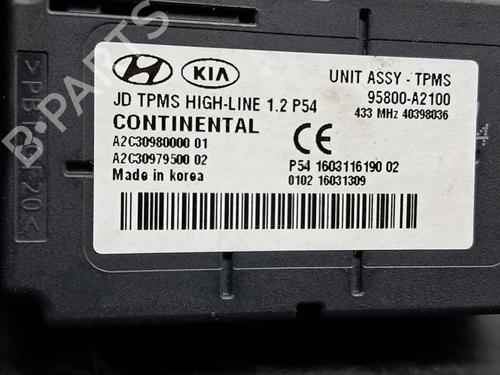 KIA
UNIT ASSY - TPMS
JD TPMS HIGH-LINE 1.2 P54
95800-A2100
CONTINENTAL
433 MHz 40398036
A2C30980000 01
CE
A2C30979500 02
P54 1603116190 02
Made in korea
0102 16031309